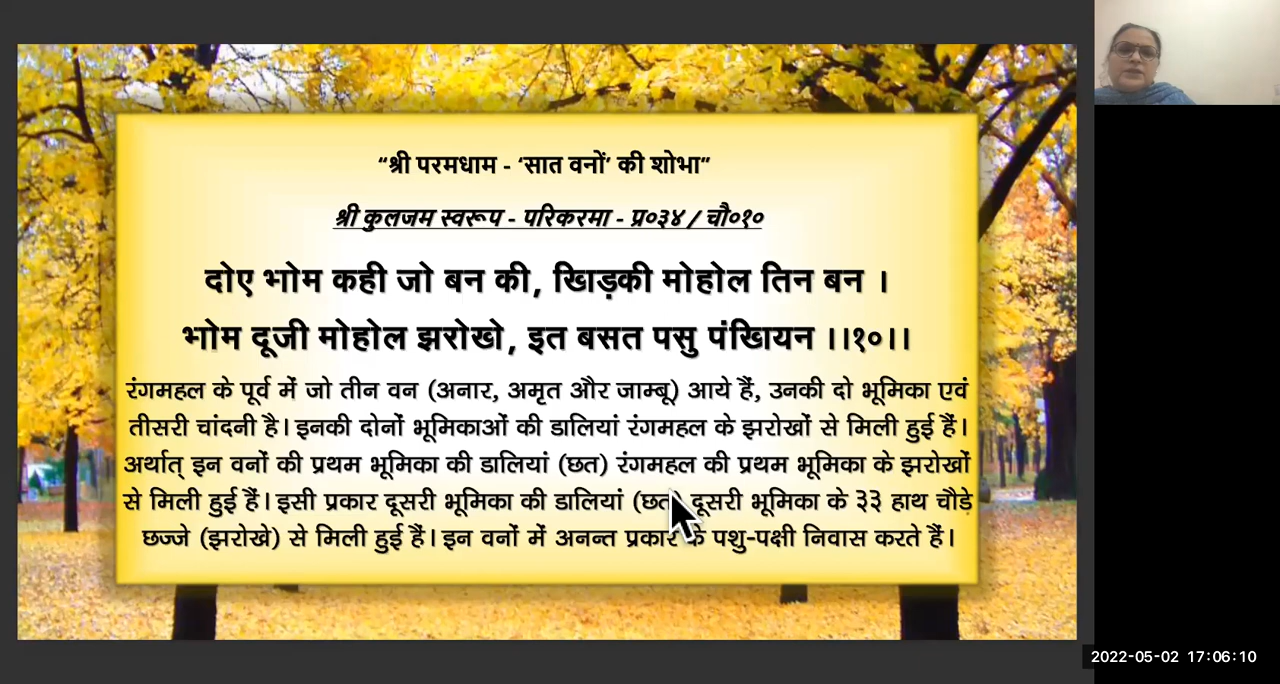 “श्री परमधाम - ‘सात वनों’ की शोभा”
श्री कुलजम स्वरूप - परिकरमा - प्र०३४ / चौ०१०
दोए भोम कही जो बन की, खिड़की मोहोल तिन बन ।
भोम दूजी मोहोल झरोखे, इत बसत पसु पंखियन ।।१०।।
रंगमहल के पूर्व में जो तीन वन (अनार, अमृत और जाम्बू) आये हैं, उनकी दो भूमिका एवं
तीसरी चांदनी है। इनकी दोनों भूमिकाओं की डालियां रंगमहल के झरोखों से मिली हुई हैं।
अर्थात् इन वनों की प्रथम भूमिका की डालियां (छत) रंगमहल की प्रथम भूमिका के झरोखों
से मिली हुई हैं। इसी प्रकार दूसरी भूमिका की डालियां (छत) दूसरी भूमिका के ३३ हाथ चौड़े
छज्जे (झरोखे) से मिली हुई हैं। इन वनों में अनन्त प्रकार के पशु-पक्षी निवास करते हैं।
2022-05-02 17:06:10